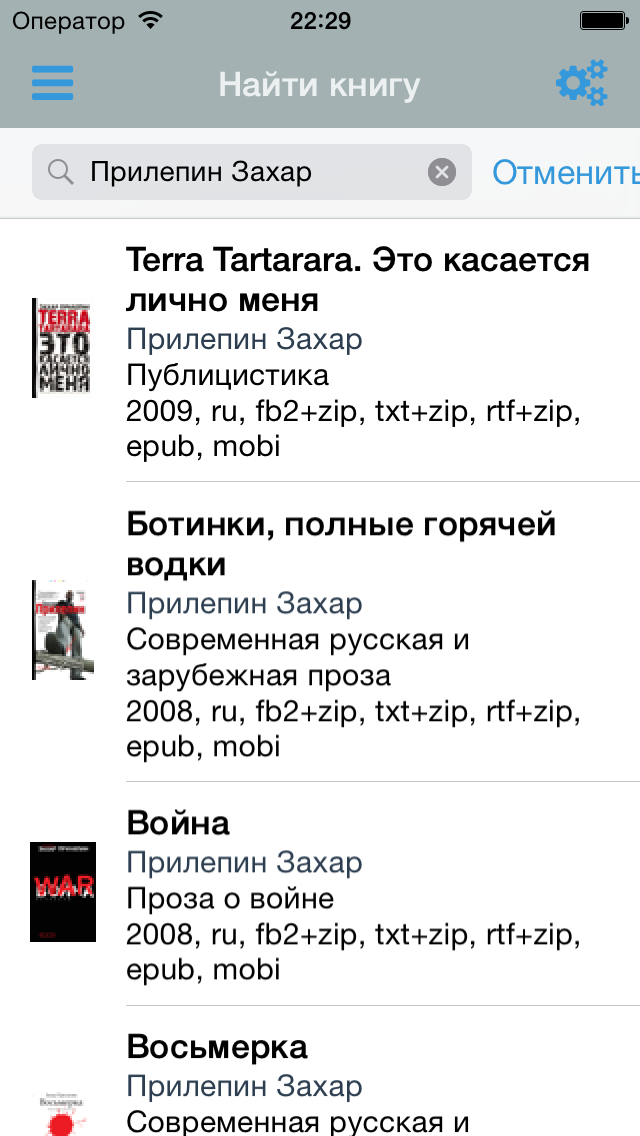 Оператор 22:29
Найти книгу
Прилепин Захар Отменить
Terra Tartarara. Это касается
лично меня
Прилепин Захар
Публицистика
2009, ru, fb2+zip, txt+zip, rtf+zip,
epub, mobi
TERRA
TARTARARA
ЭТО
КАСАЕТСЯ
ЛИЧНО
МЕНЯ
Ботинки, полные горячей
водки
Прилепин Захар
Современная русская и
зарубежная проза
2008, ru, fb2+zip, txt+zip, rtf+zip,
epub, mobi
Прилепин
Война
Прилепин Захар
Проза о войне
2008, ru, fb2+zip, txt+zip, rtf+zip,
epub, mobi
WAR
ВОЙНА
Восьмерка
Прилепин Захар
Современная русская и
Восьмерка